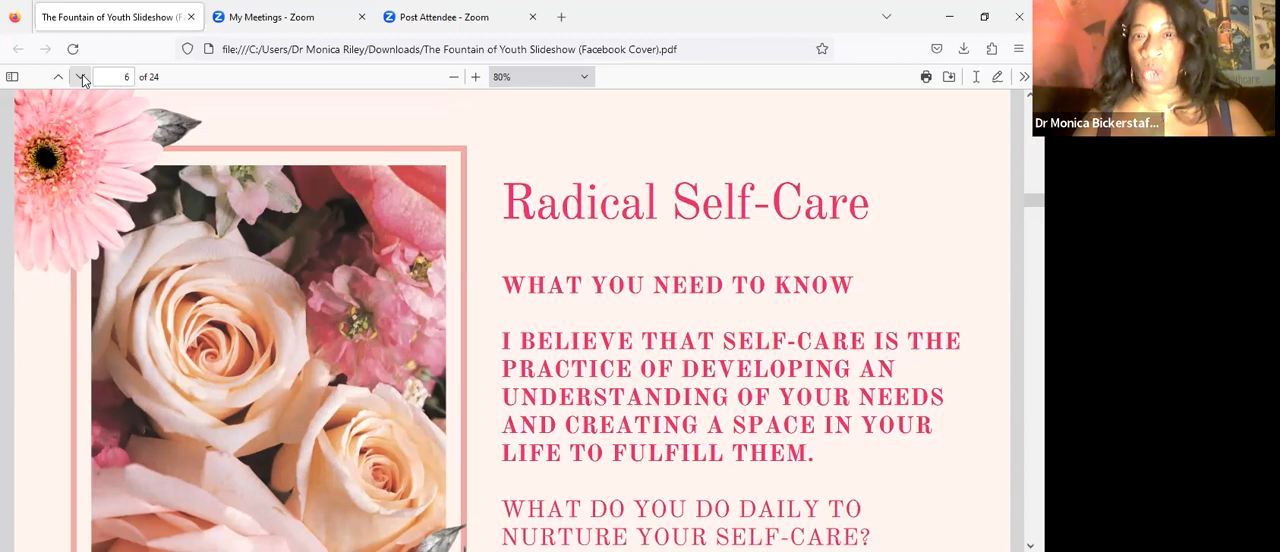 The Fountain of Youth Slideshow (F
My Meetings - Zoom
Post Attendee - Zoom
file:///C:/Users/Dr Monica Riley/Downloads/The Fountain of Youth Slideshow (Facebook Cover).pdf
6
of 24
80%
Dr Monica Bickerstaf...
Radical Self-Care
WHAT YOU NEED TO KNOW
I BELIEVE THAT SELF-CARE IS THE
PRACTICE OF DEVELOPING AN
UNDERSTANDING OF YOUR NEEDS
AND CREATING A SPACE IN YOUR
LIFE TO FULFILL THEM.
WHAT DO YOU DO DAILY TO
NURTURE YOUR SELF-CARE?